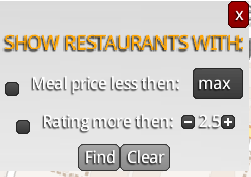 x
SHOW RESTAURANTS WITH:
Meal price less then: max
Rating more then: - 2.5 +
Find Clear